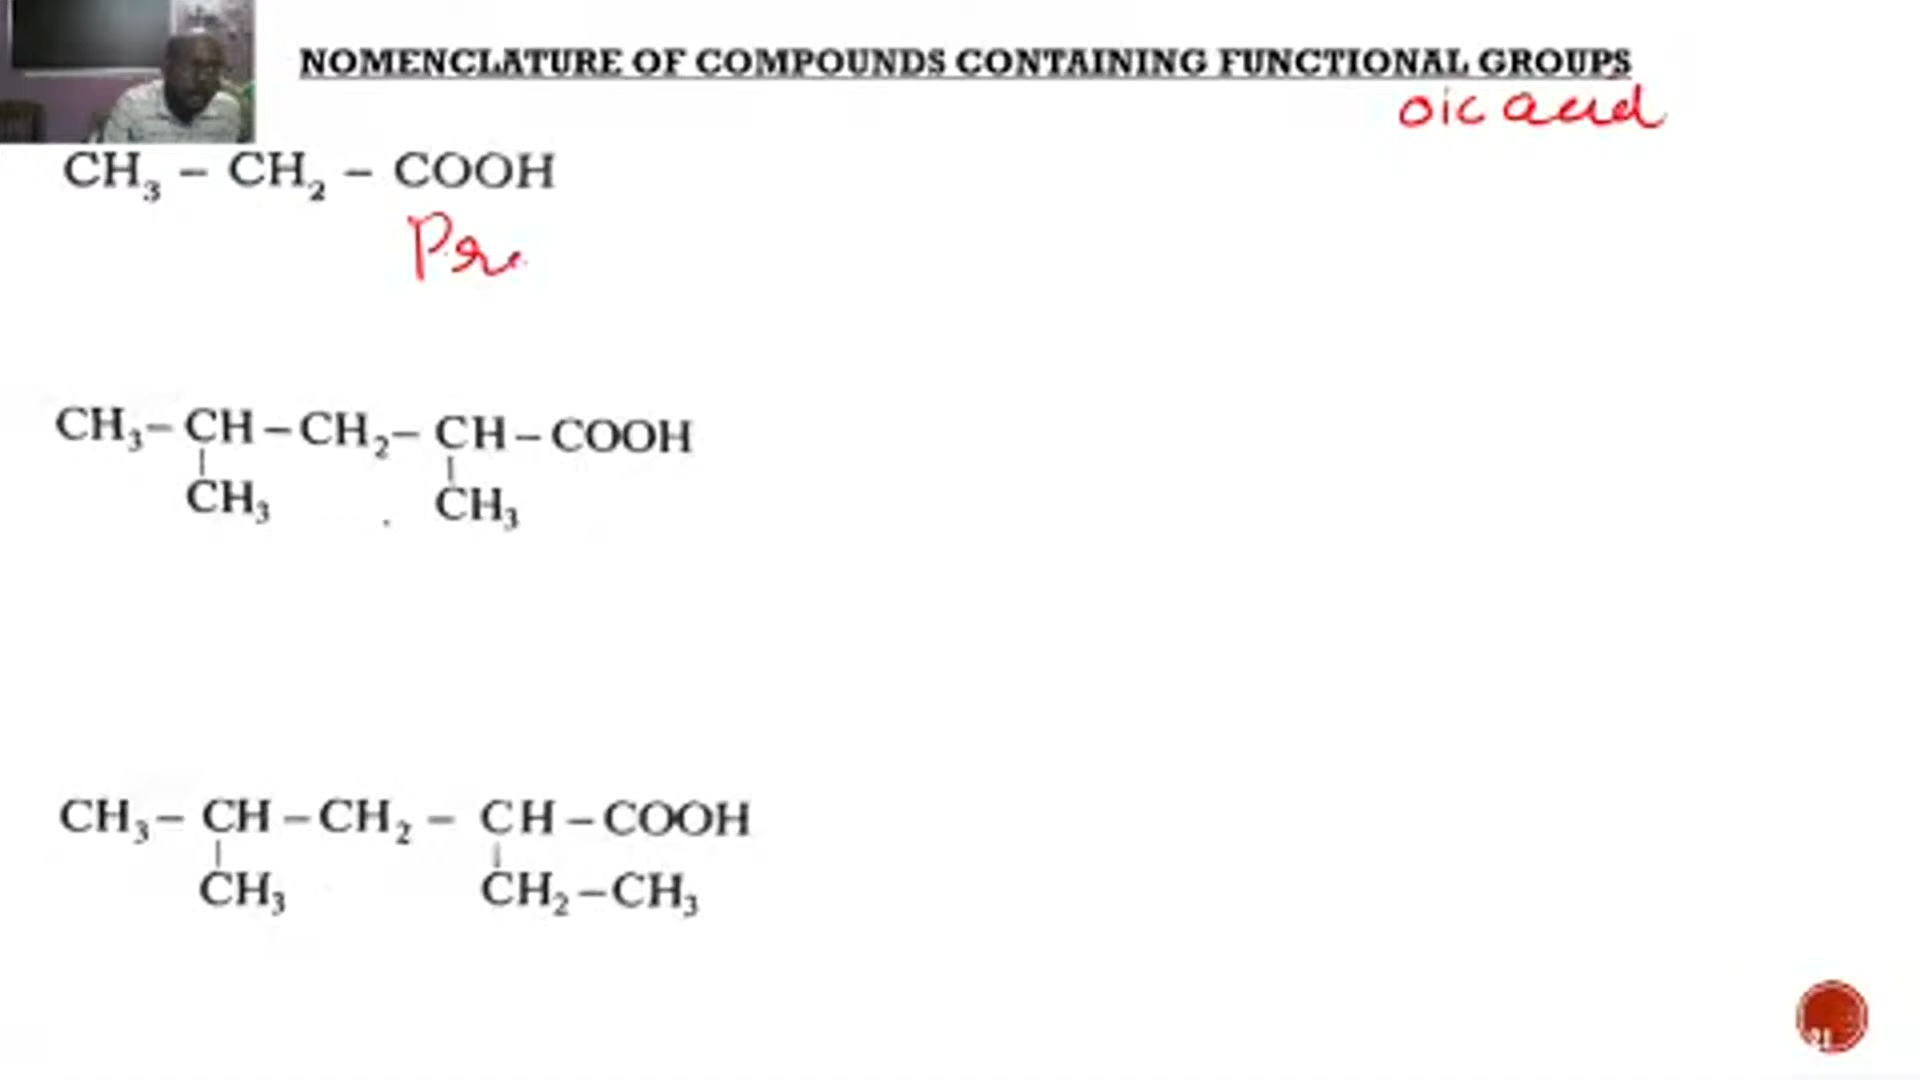 NOMENCLATURE OF COMPOUNDS CONTAINING FUNCTIONAL GROUPS
oic acid
CH₃ – CH₂ – COOH
Pr
CH₃– CH – CH₂– CH – COOH
CH₃ CH₃
CH₃– CH – CH₂ – CH – COOH
CH₃ CH₂ – CH₃
21